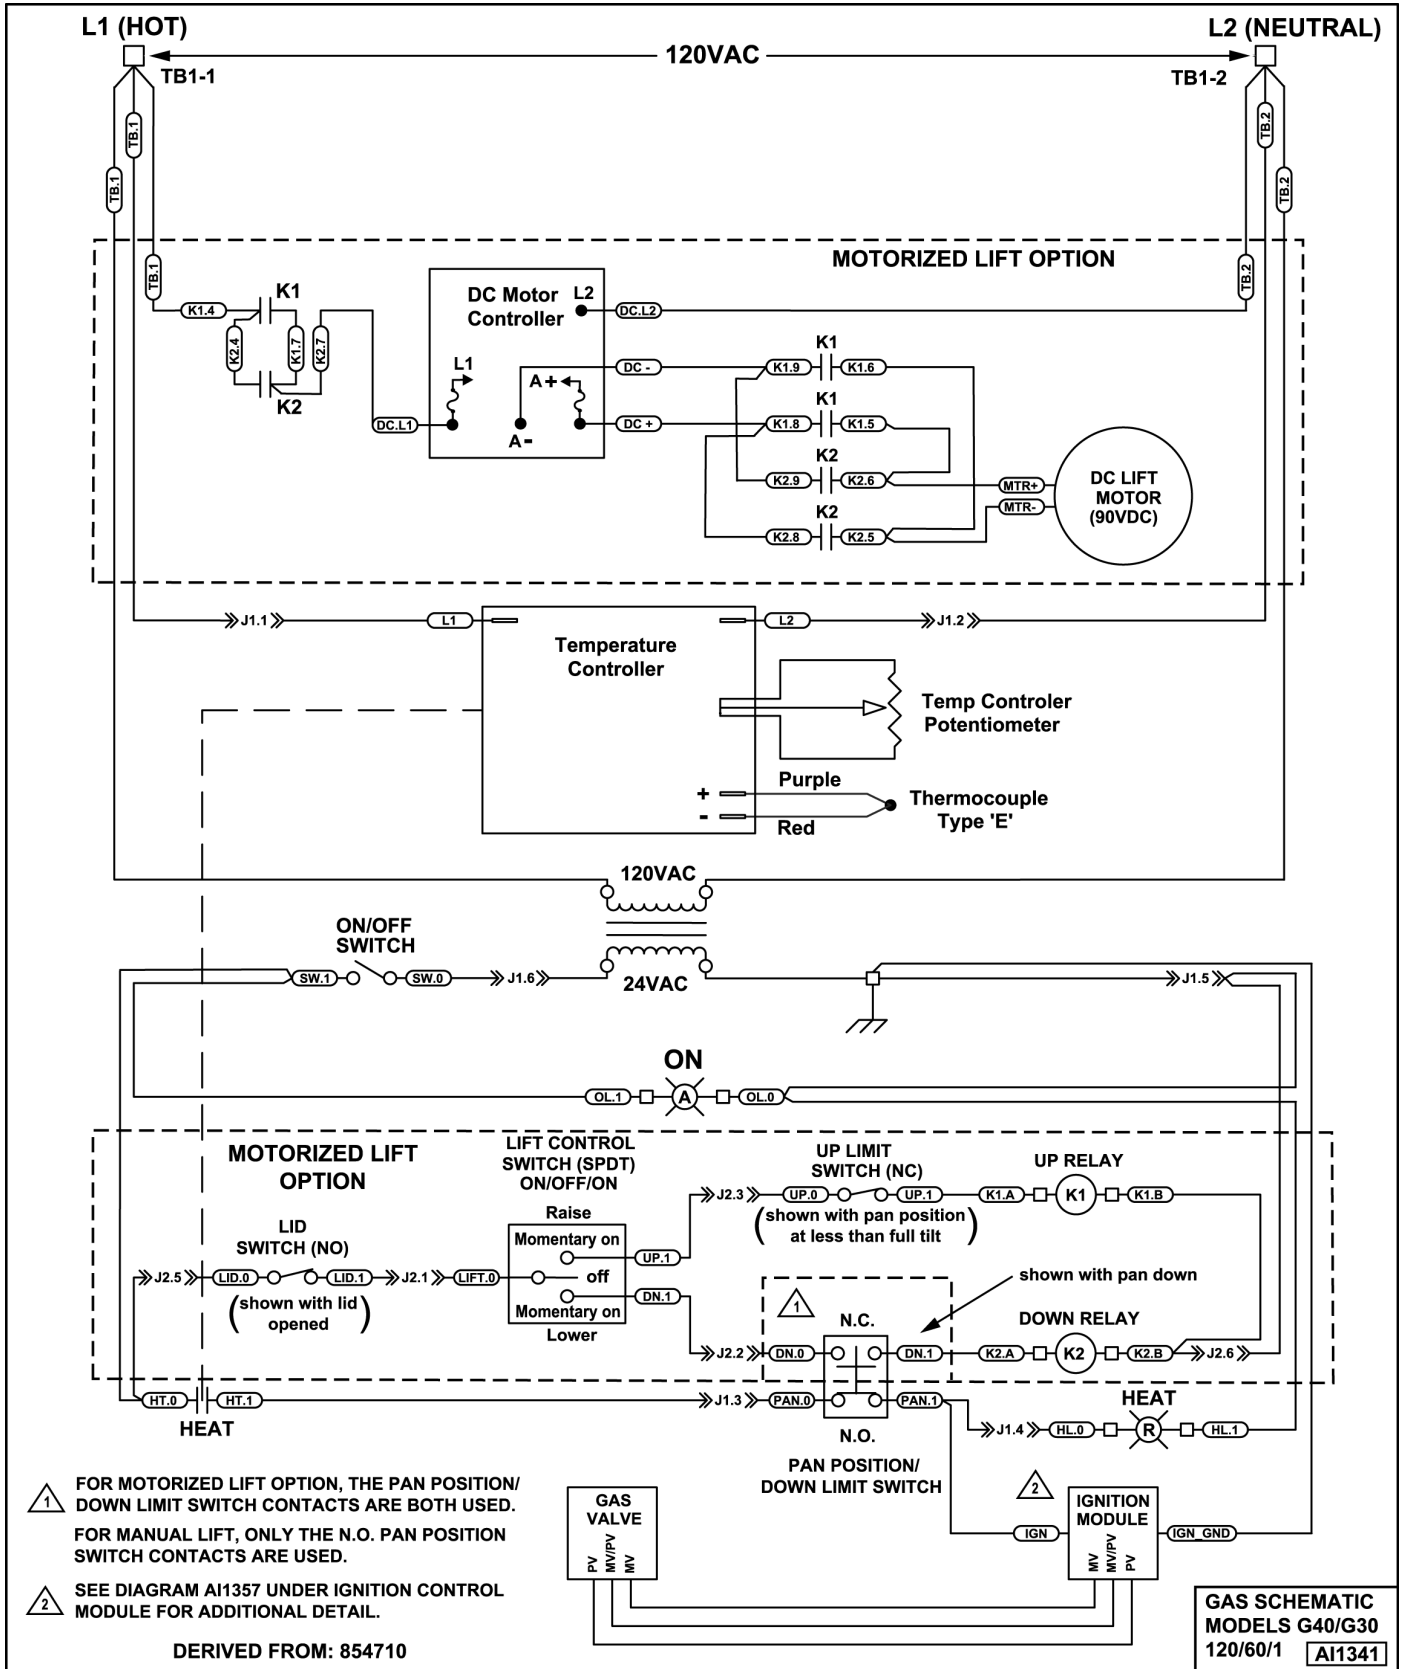 L1 (HOT)
L2 (NEUTRAL)
120VAC
TB1-1
TB1-2
TB.1
TB.2
TB.1
TB.2
MOTORIZED LIFT OPTION
TB.1
TB.2
K1
DC Motor
Controller
L2
K1.4
DC.L2
K2.4
K1.7
K2.7
K1
L1
DC -
K1.9
K1.6
A+
K2
K1
DC.L1
DC +
K1.8
K1.5
A-
K2
K2.9
K2.6
DC LIFT
MOTOR
(90VDC)
MTR+
MTR-
K2
K2.8
K2.5
J1.1
L1
L2
J1.2
Temperature
Controller
Temp Controler
Potentiometer
Purple
+
-
Thermocouple
Type 'E'
Red
120VAC
ON/OFF
SWITCH
SW.1
SW.0
J1.6
24VAC
J1.5
ON
OL.1
A
OL.0
MOTORIZED LIFT
OPTION
LIFT CONTROL
SWITCH (SPDT)
ON/OFF/ON
UP LIMIT
SWITCH (NC)
UP RELAY
J2.3
UP.0
UP.1
K1.A
K1
K1.B
(shown with pan position
at less than full tilt)
Raise
LID
SWITCH (NO)
Momentary on
UP.1
J2.5
LID.0
LID.1
J2.1
LIFT.0
off
shown with pan down
(shown with lid
opened)
DN.1
Momentary on
Lower
1
N.C.
DOWN RELAY
J2.2
DN.0
DN.1
K2.A
K2
K2.B
J2.6
HT.0
HT.1
J1.3
PAN.0
PAN.1
HEAT
HEAT
J1.4
HL.0
R
HL.1
N.O.
PAN POSITION/
DOWN LIMIT SWITCH
1
FOR MOTORIZED LIFT OPTION, THE PAN POSITION/
DOWN LIMIT SWITCH CONTACTS ARE BOTH USED.
FOR MANUAL LIFT, ONLY THE N.O. PAN POSITION
SWITCH CONTACTS ARE USED.
2
SEE DIAGRAM AI1357 UNDER IGNITION CONTROL
MODULE FOR ADDITIONAL DETAIL.
DERIVED FROM: 854710
GAS
VALVE
PV
MV/PV
MV
2
IGNITION
MODULE
IGN
IGN_GND
MV
MV/PV
PV
GAS SCHEMATIC
MODELS G40/G30
120/60/1
AI1341